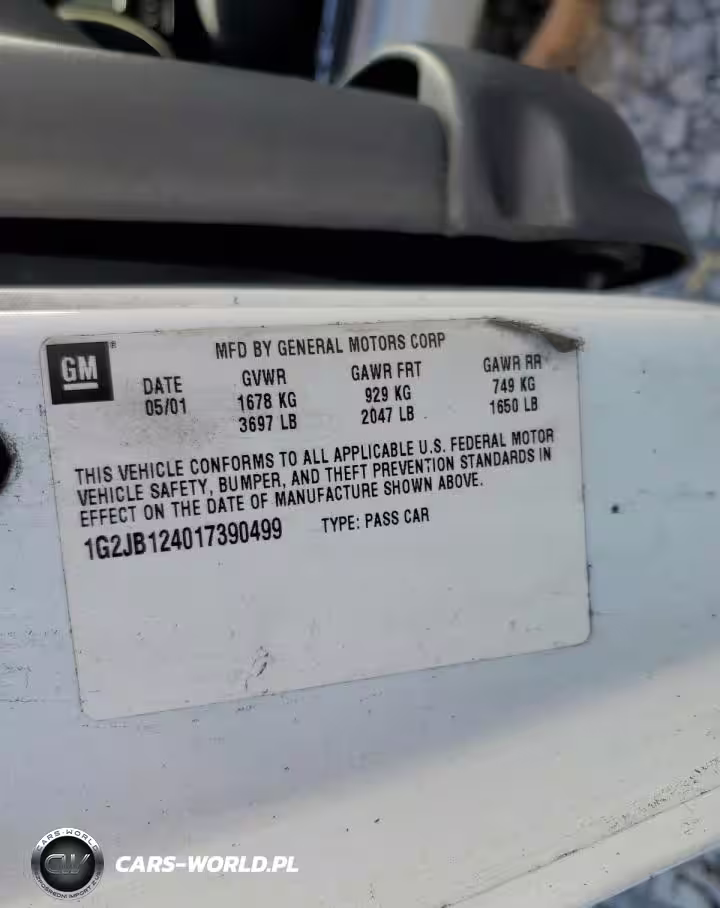 GM®
MFD BY GENERAL MOTORS CORP
DATE GVWR GAWR FRT GAWR RR
05/01 1678 KG 929 KG 749 KG
3697 LB 2047 LB 1650 LB
THIS VEHICLE CONFORMS TO ALL APPLICABLE U.S. FEDERAL MOTOR
VEHICLE SAFETY, BUMPER, AND THEFT PREVENTION STANDARDS IN
EFFECT ON THE DATE OF MANUFACTURE SHOWN ABOVE.
1G2JB124017390499 TYPE: PASS CAR
CARS-WORLD
CW
CARS-WORLD.PL